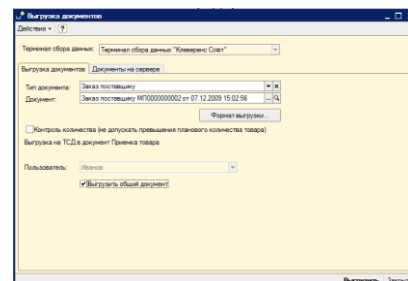 Выгрузка документов
Действия ?
Терминал сбора данных: Терминал сбора данных "Клеверенс Софт"
Выгрузка документов Документы на сервере
Тип документа: Заказ поставщику
Документ: Заказ поставщику МП0000000002 от 07.12.2009 15:02:56
Формат выгрузки...
Контроль количества (не допускать превышения планового количества товара)
Выгрузка на ТСД в документ Приемка товара
Пользователь: Иванов
Выгрузить общий документ
Выгрузить Закрыть